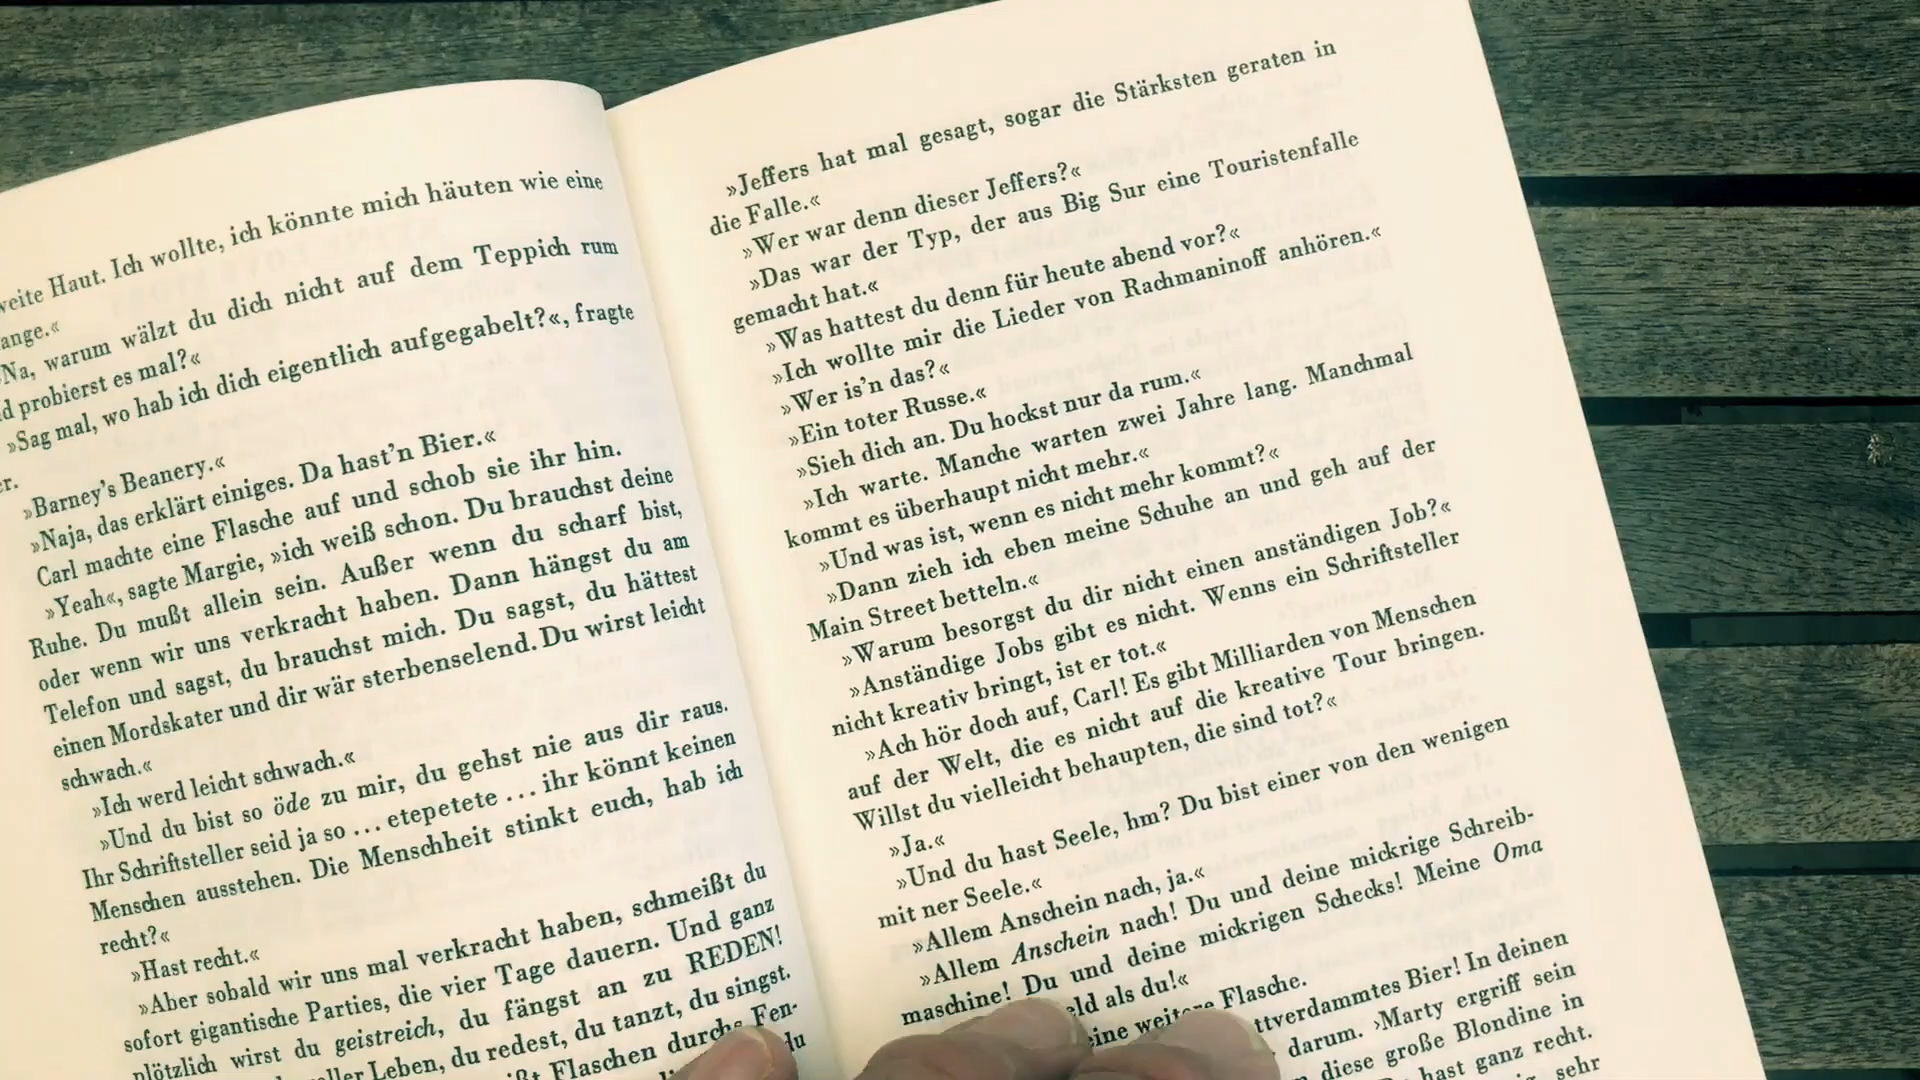 weite Haut. Ich wollte, ich könnte mich häuten wie eine
ange.«
Na, warum wälzt du dich nicht auf dem Teppich rum
d probierst es mal?«
»Sag mal, wo hab ich dich eigentlich aufgegabelt?«, fragte
er.
»Barney's Beanery.«
»Naja, das erklärt einiges. Da hast'n Bier.«
Carl machte eine Flasche auf und schob sie ihr hin.
»Yeah«, sagte Margie, »ich weiß schon. Du brauchst deine
Ruhe. Du mußt allein sein. Außer wenn du scharf bist,
oder wenn wir uns verkracht haben. Dann hängst du am
Telefon und sagst, du brauchst mich. Du sagst, du hättest
einen Mordskater und dir wär sterbenselend. Du wirst leicht
schwach.«
»Ich werd leicht schwach.«
»Und du bist so öde zu mir, du gehst nie aus dir raus.
Ihr Schriftsteller seid ja so ... etepetete ... ihr könnt keinen
Menschen ausstehen. Die Menschheit stinkt euch, hab ich
recht?«
»Hast recht.«
»Aber sobald wir uns mal verkracht haben, schmeißt du
sofort gigantische Parties, die vier Tage dauern. Und ganz
plötzlich wirst du geistreich, du fängst an zu REDEN!
oller Leben, du redest, du tanzt, du singst.
ißt Flaschen durchs Fen-
du
»Jeffers hat mal gesagt, sogar die Stärksten geraten in
die Falle.«
»Wer war denn dieser Jeffers?«
»Das war der Typ, der aus Big Sur eine Touristenfalle
gemacht hat.«
»Was hattest du denn für heute abend vor?«
»Ich wollte mir die Lieder von Rachmaninoff anhören.«
»Wer is'n das?«
»Ein toter Russe.«
»Sieh dich an. Du hockst nur da rum.«
»Ich warte. Manche warten zwei Jahre lang. Manchmal
kommt es überhaupt nicht mehr.«
»Und was ist, wenn es nicht mehr kommt?«
»Dann zieh ich eben meine Schuhe an und geh auf der
Main Street betteln.«
»Warum besorgst du dir nicht einen anständigen Job?«
»Anständige Jobs gibt es nicht. Wenns ein Schriftsteller
nicht kreativ bringt, ist er tot.«
»Ach hör doch auf, Carl! Es gibt Milliarden von Menschen
auf der Welt, die es nicht auf die kreative Tour bringen.
Willst du vielleicht behaupten, die sind tot?«
»Ja.«
»Und du hast Seele, hm? Du bist einer von den wenigen
mit ner Seele.«
»Allem Anschein nach, ja.«
»Allem Anschein nach! Du und deine mickrige Schreib-
maschine! Du und deine mickrigen Schecks! Meine Oma
eld als du!«
eine weitere Flasche.
ttverdammtes Bier! In deinen
darum. ›Marty ergriff sein
diese große Blondine in
hast ganz recht.
sehr